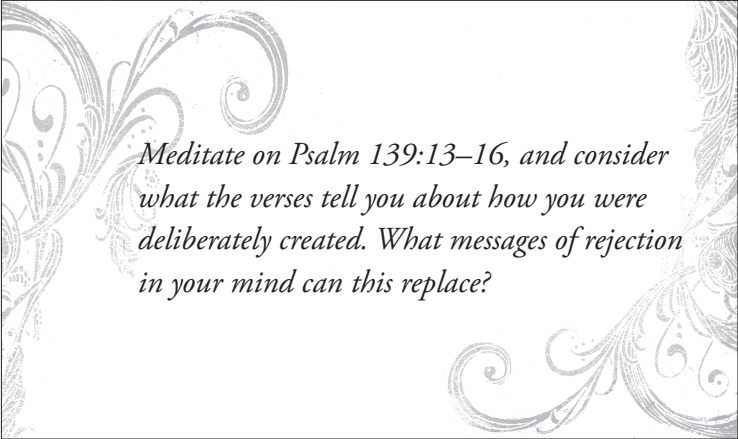 Meditate on Psalm 139:13–16, and consider
what the verses tell you about how you were
deliberately created. What messages of rejection
in your mind can this replace?